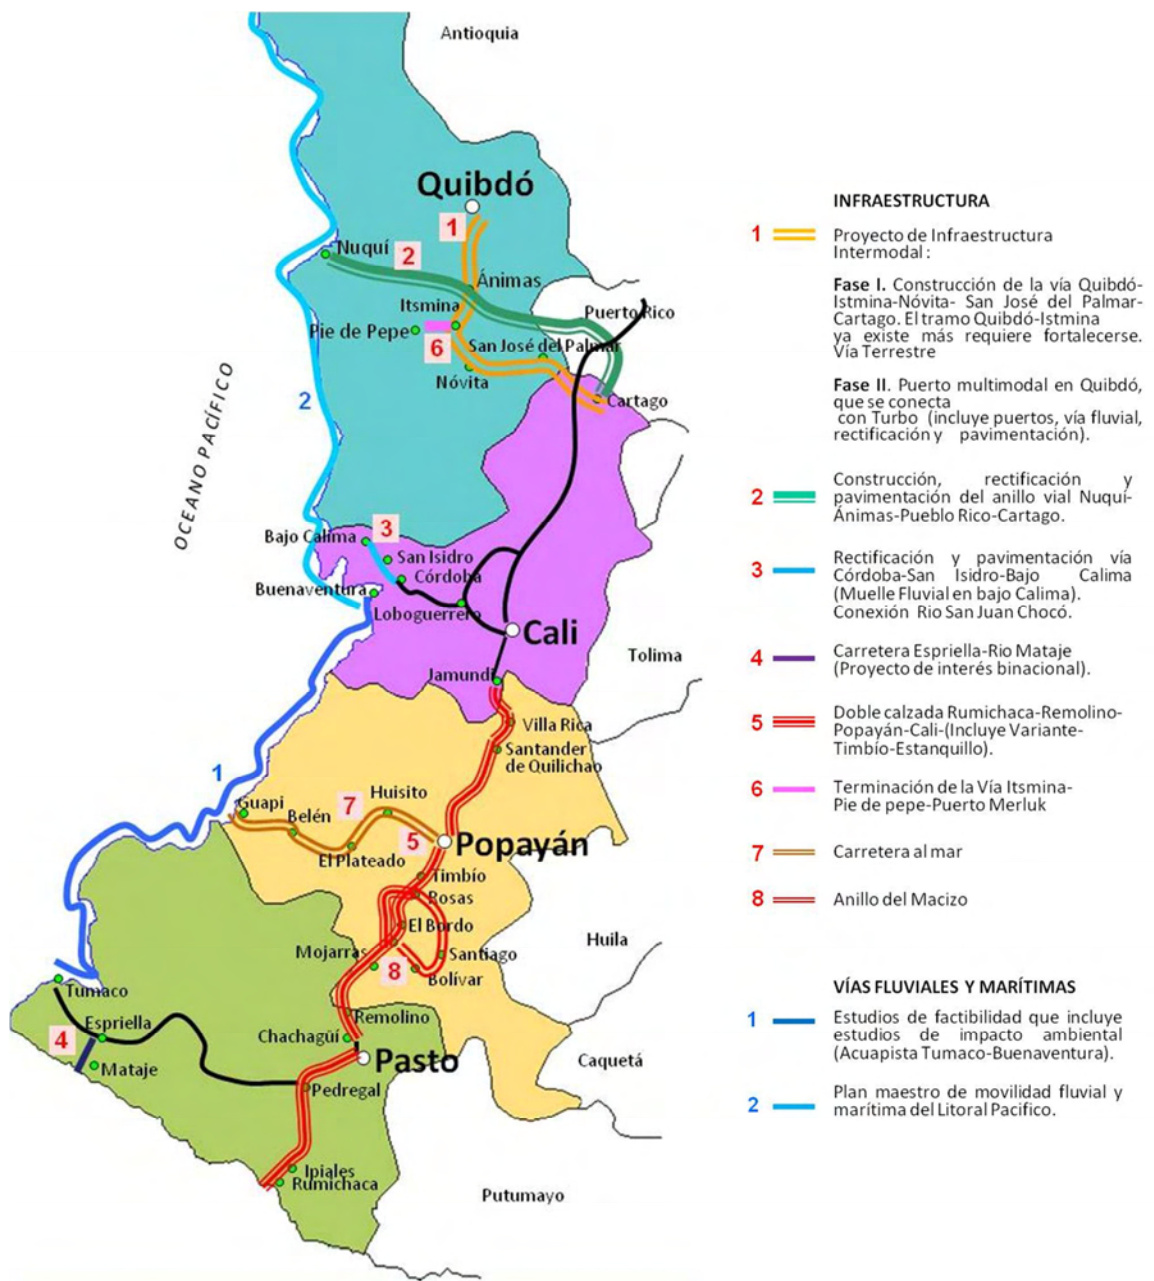 Antioquia
Quibdó
1
Nuquí
2
Ánimas
Itsmina
Puerto Rico
Pie de Pepe
6
San José del Palmar
Nóvita
Cartago
2
OCEANO PACÍFICO
Bajo Calima
3
San Isidro
Córdoba
Buenaventura
Loboguerrero
Cali
Tolima
Jamundi
Villa Rica
Santander
de Quilichao
1
Guapi
Belén
7
Huisito
5
Popayán
El Plateado
Timbío
Rosas
El Bordo
Mojarras
Santiago
8
Bolívar
Huila
Tumaco
Espriella
4
Mataje
Remolino
Chachagüí
Pasto
Caquetá
Pedregal
Ipiales
Rumichaca
Putumayo
INFRAESTRUCTURA
1 Proyecto de Infraestructura
Intermodal :
Fase I. Construcción de la vía Quibdó-
Istmina-Nóvita- San José del Palmar-
Cartago. El tramo Quibdó-Istmina
ya existe más requiere fortalecerse.
Vía Terrestre
Fase II. Puerto multimodal en Quibdó,
que se conecta
con Turbo (incluye puertos, vía fluvial,
rectificación y pavimentación).
2 Construcción, rectificación y
pavimentación del anillo vial Nuquí-
Ánimas-Pueblo Rico-Cartago.
3 Rectificación y pavimentación vía
Córdoba-San Isidro-Bajo Calima
(Muelle Fluvial en bajo Calima).
Conexión Rio San Juan Chocó.
4 Carretera Espriella-Rio Mataje
(Proyecto de interés binacional).
5 Doble calzada Rumichaca-Remolino-
Popayán-Cali-(Incluye Variante-
Timbío-Estanquillo).
6 Terminación de la Vía Itsmina-
Pie de pepe-Puerto Merluk
7 Carretera al mar
8 Anillo del Macizo
VÍAS FLUVIALES Y MARÍTIMAS
1 Estudios de factibilidad que incluye
estudios de impacto ambiental
(Acuapista Tumaco-Buenaventura).
2 Plan maestro de movilidad fluvial y
marítima del Litoral Pacifico.